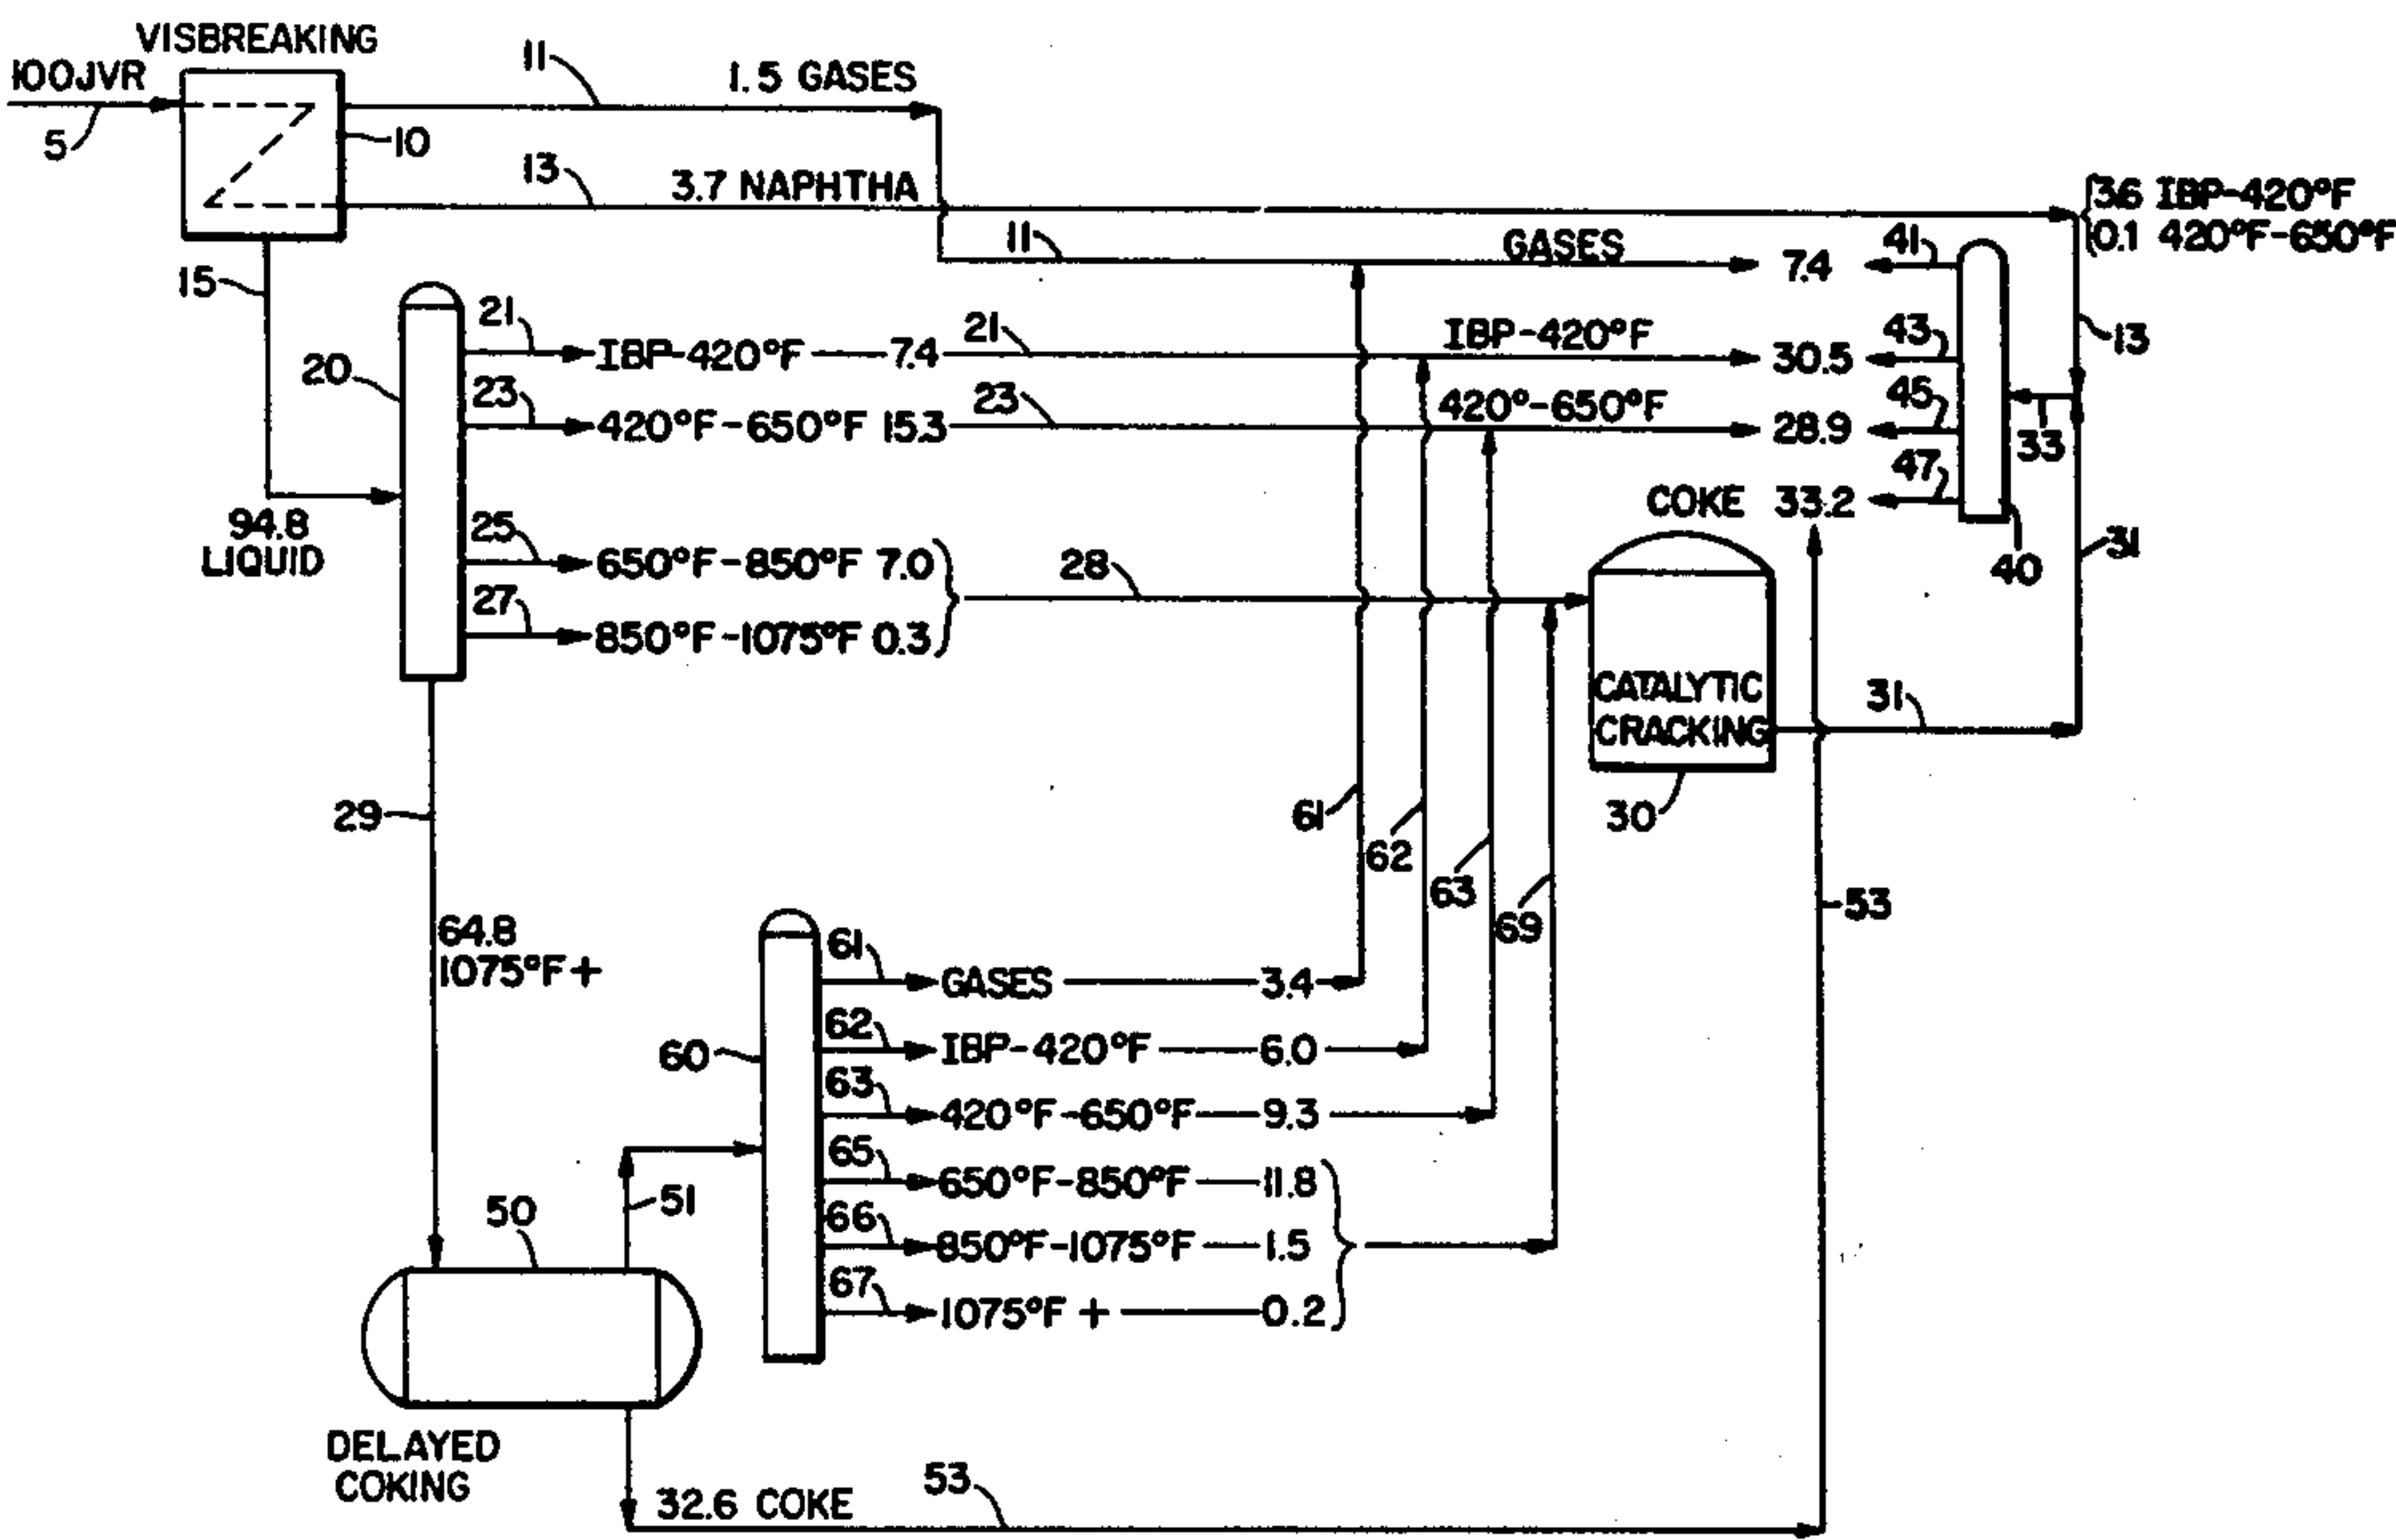 VISBREAKING
100JVR
5
10
11
1.5 GASES
13
3.7 NAPHTHA
3.6 IBP-420°F
0.1 420°F-650°F
11
GASES
7.4
41
15
20
21
IBP-420°F 7.4
21
IBP-420°F
30.5
43
13
23
420°F-650°F 15.3
23
420°-650°F
28.9
45
33
COKE 33.2
47
94.8
LIQUID
25
650°F-850°F 7.0
28
40
31
27
850°F-1075°F 0.3
CATALYTIC
CRACKING
31
30
29
61
62
63
69
53
64.8
1075°F+
61
GASES 3.4
60
62
IBP-420°F 6.0
63
420°F-650°F 9.3
65
650°F-850°F 11.8
66
850°F-1075°F 1.5
67
1075°F + 0.2
50
51
DELAYED
COKING
32.6 COKE
53